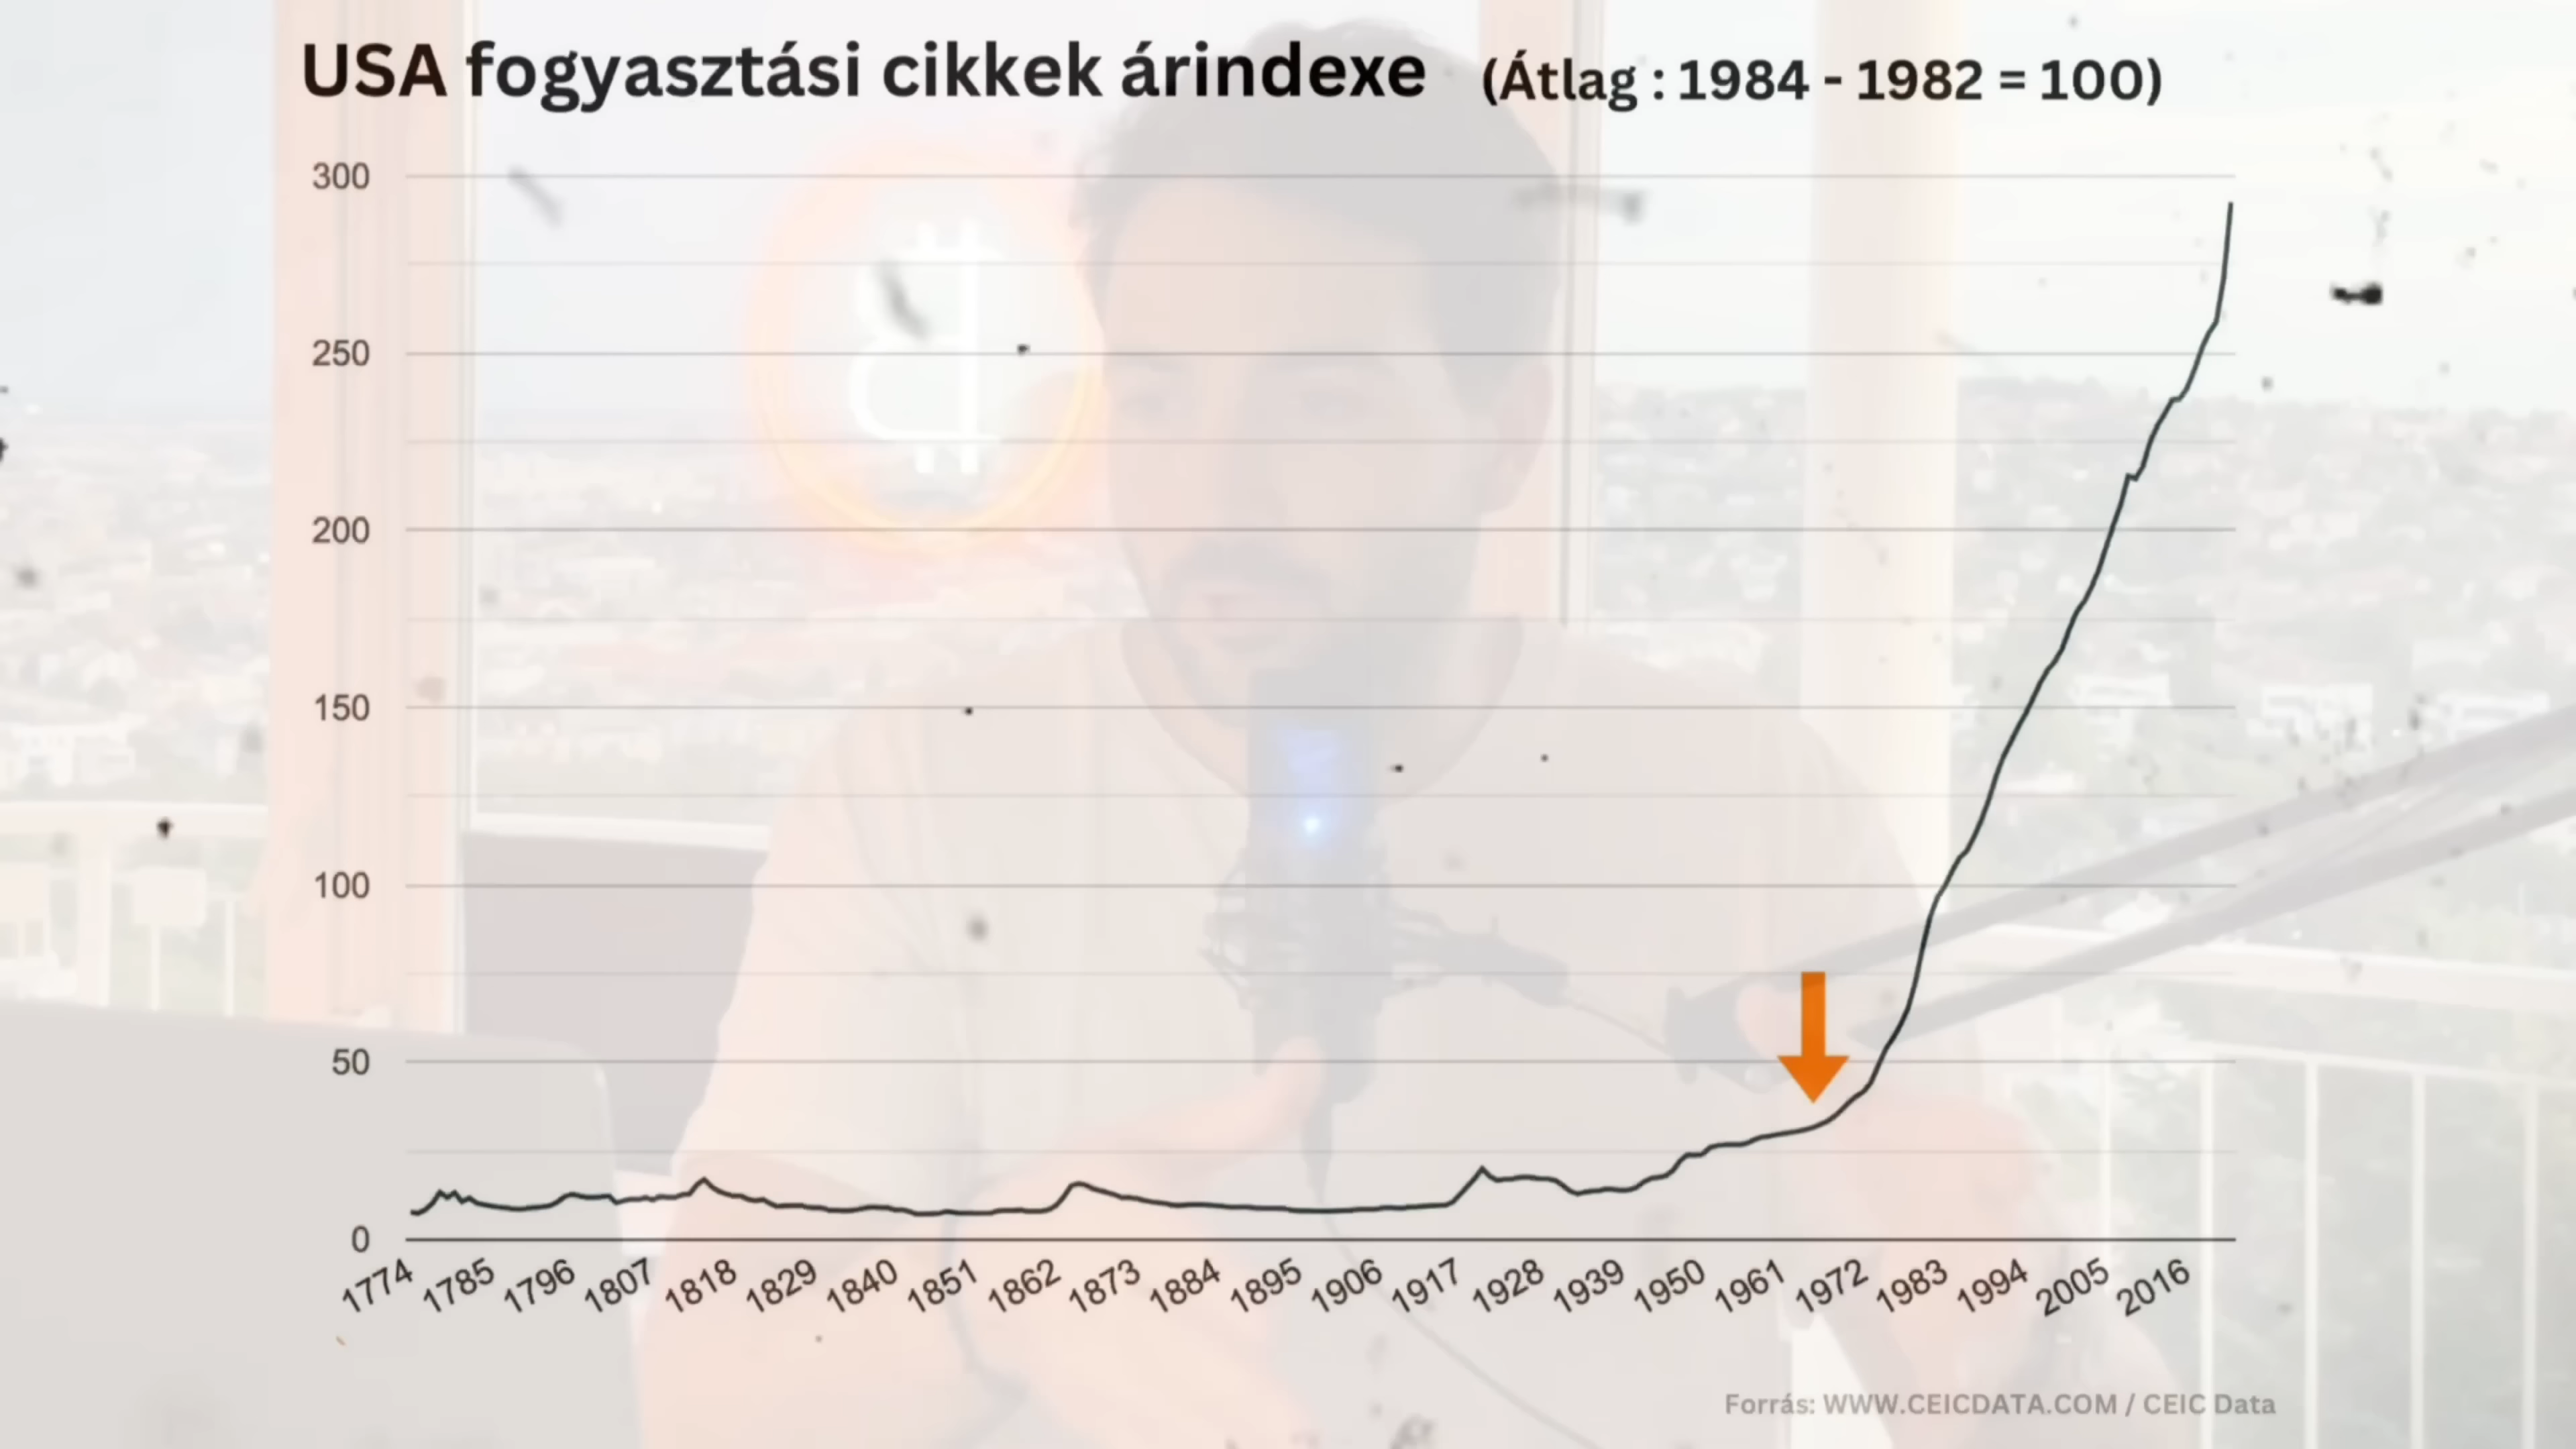 USA fogyasztási cikkek árindexe (Átlag : 1984 - 1982 = 100)
300
250
200
150
100
50
0
1774 1785 1796 1807 1818 1829 1840 1851 1862 1873 1884 1895 1906 1917 1928 1939 1950 1961 1972 1983 1994 2005 2016
Forrás: WWW.CEICDATA.COM / CEIC Data